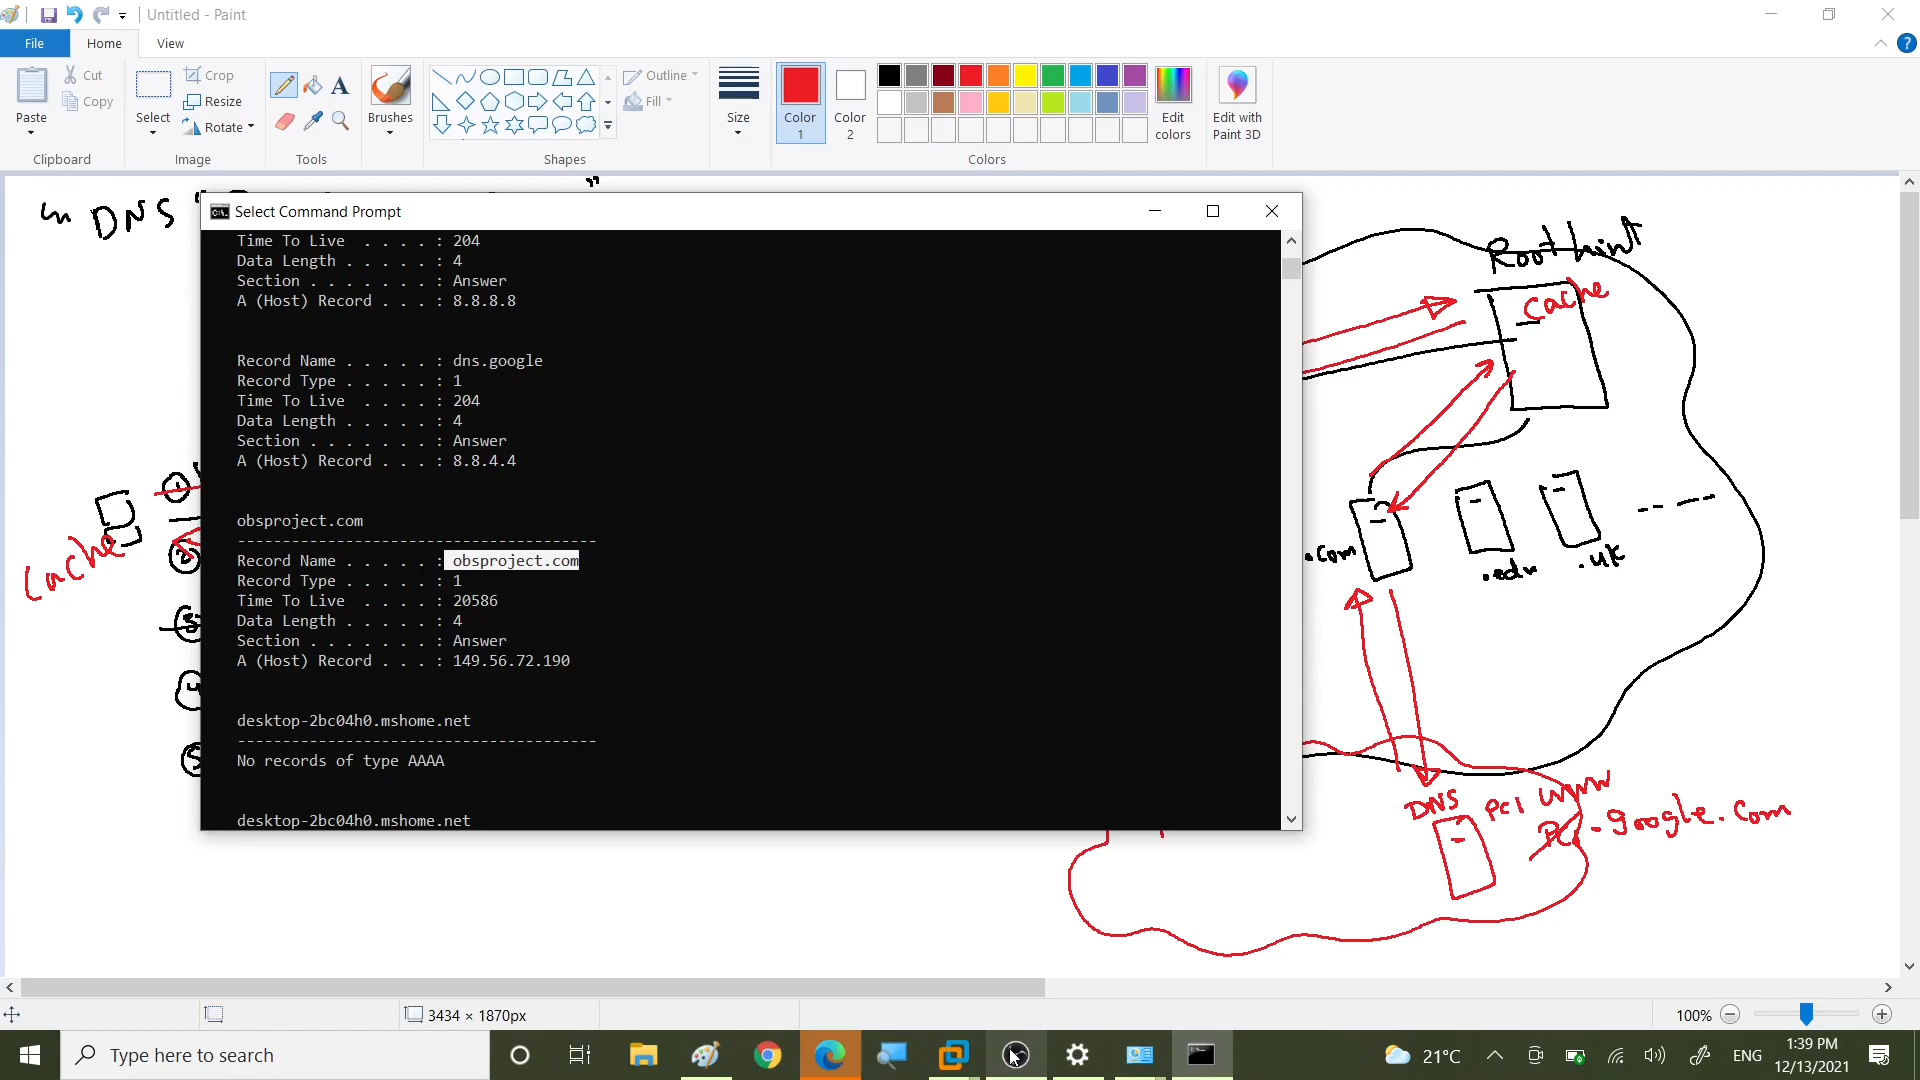 Untitled - Paint
File
Home
View
Paste
Cut
Copy
Clipboard
Select
Crop
Resize
Rotate
Image
Tools
Brushes
Shapes
Outline
Fill
Size
Color 1
Color 2
Colors
Edit colors
Edit with Paint 3D
DNS
Select Command Prompt
Time To Live  . . . . : 204
Data Length . . . . . : 4
Section . . . . . . . : Answer
A (Host) Record . . . : 8.8.8.8
Record Name . . . . . : dns.google
Record Type . . . . . : 1
Time To Live  . . . . : 204
Data Length . . . . . : 4
Section . . . . . . . : Answer
A (Host) Record . . . : 8.8.4.4
obsproject.com
----------------------------------------
Record Name . . . . . : obsproject.com
Record Type . . . . . : 1
Time To Live  . . . . : 20586
Data Length . . . . . : 4
Section . . . . . . . : Answer
A (Host) Record . . . : 149.56.72.190
desktop-2bc04h0.mshome.net
----------------------------------------
No records of type AAAA
desktop-2bc04h0.mshome.net
Cache
1
2
3
4
5
Root hint
Cache
.com
.edu
.uk
DNS
PC1 www
.google.com
3434 × 1870px
100%
Type here to search
21°C
ENG
1:39 PM
12/13/2021